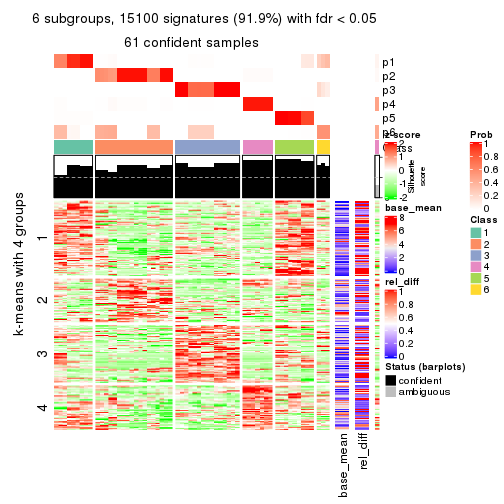 6 subgroups, 15100 signatures (91.9%) with fdr < 0.05
61 confident samples
p1
p2
p3
p4
p5
p6
Class
Silhouette
score
k-means with 4 groups
1
2
3
4
base_mean
rel_diff
z-score
2
1
0
-1
-2
base_mean
8
6
4
2
0
rel_diff
1
0.8
0.6
0.4
0.2
0
Status (barplots)
confident
ambiguous
Prob
1
0.8
0.6
0.4
0.2
0
Class
1
2
3
4
5
6